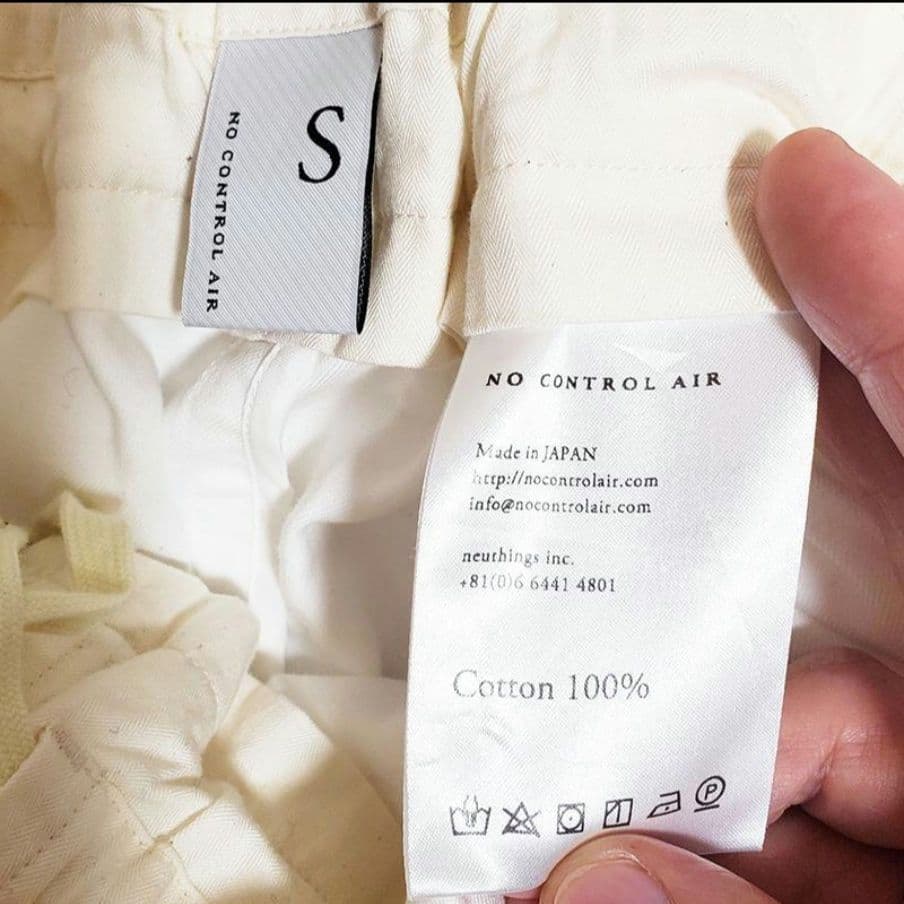 NO CONTROL AIR
S
NO CONTROL AIR
Made in JAPAN
http://nocontrolair.com
info@nocontrolair.com
neuthings inc.
+81(0)6 6441 4801
Cotton 100%
P